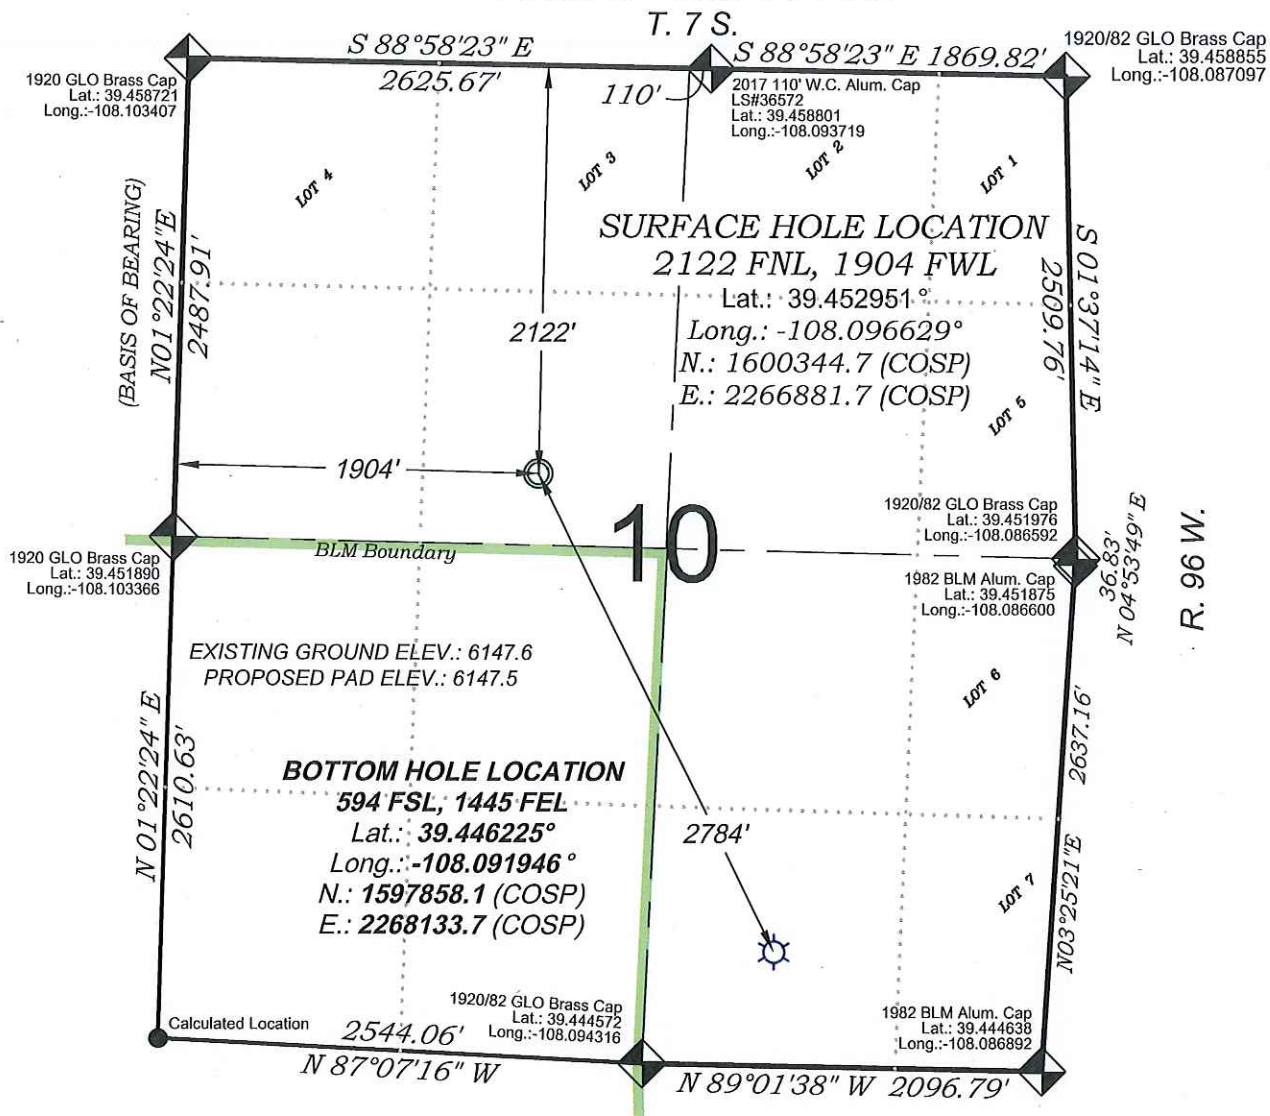 T. 7 S.
S 88°58'23" E
2625.67'
S 88°58'23" E 1869.82'
1920/82 GLO Brass Cap
Lat.: 39.458855
Long.:-108.087097
1920 GLO Brass Cap
Lat.: 39.458721
Long.:-108.103407
110'
2017 110' W.C. Alum. Cap
LS#36572
Lat.: 39.458801
Long.:-108.093719
LOT 4
LOT 3
LOT 2
LOT 1
(BASIS OF BEARING)
N01°22'24"E
2487.91'
SURFACE HOLE LOCATION
2122 FNL, 1904 FWL
Lat.: 39.452951°
Long.: -108.096629°
N.: 1600344.7 (COSP)
E.: 2266881.7 (COSP)
S 01°37'14" E
2509.76'
2122'
LOT 5
1904'
10
1920/82 GLO Brass Cap
Lat.: 39.451976
Long.:-108.086592
36.83'
N 04°53'49" E
R. 96 W.
BLM Boundary
1920 GLO Brass Cap
Lat.: 39.451890
Long.:-108.103366
1982 BLM Alum. Cap
Lat.: 39.451875
Long.:-108.086600
EXISTING GROUND ELEV.: 6147.6
PROPOSED PAD ELEV.: 6147.5
LOT 6
N 01°22'24" E
2610.63'
2637.16'
N03°25'21"E
BOTTOM HOLE LOCATION
594 FSL, 1445 FEL
Lat.: 39.446225°
Long.: -108.091946°
N.: 1597858.1 (COSP)
E.: 2268133.7 (COSP)
2784'
LOT 7
1920/82 GLO Brass Cap
Lat.: 39.444572
Long.:-108.094316
1982 BLM Alum. Cap
Lat.: 39.444638
Long.:-108.086892
Calculated Location
2544.06'
N 87°07'16" W
N 89°01'38" W 2096.79'